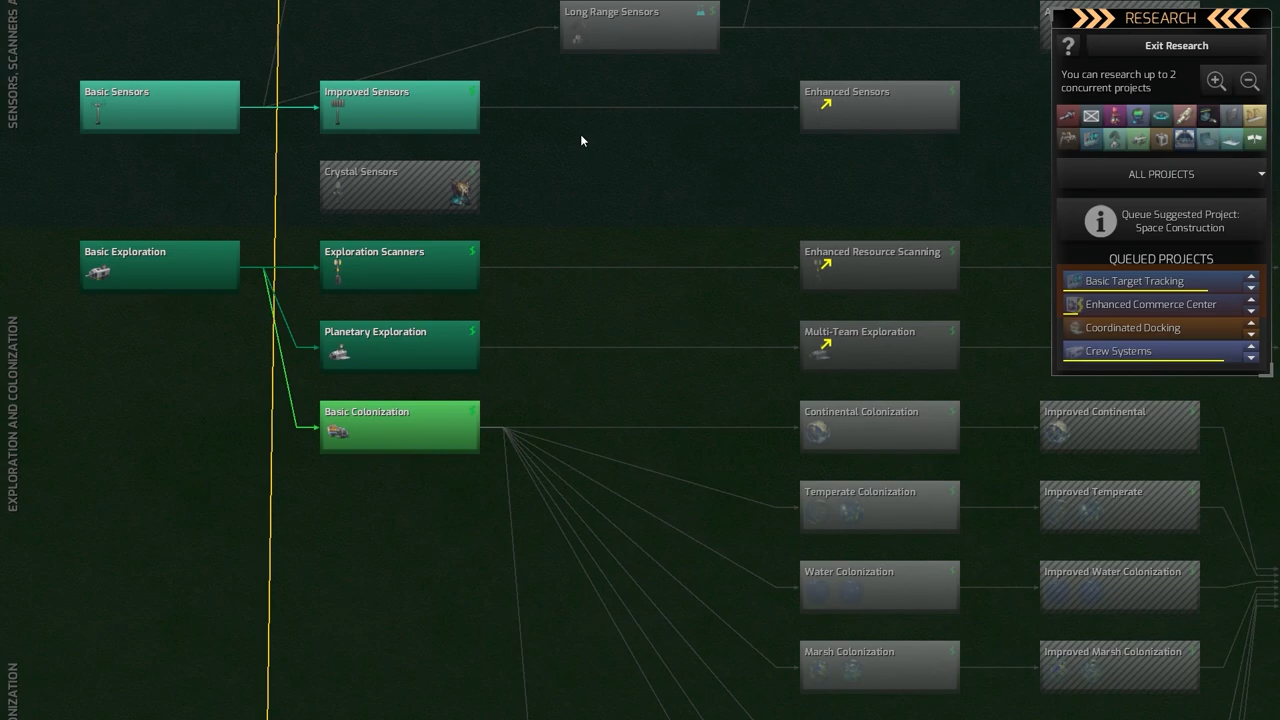 SENSORS, SCANNERS A
Long Range Sensors
Basic Sensors
Improved Sensors
Enhanced Sensors
Crystal Sensors
EXPLORATION AND COLONIZATION
Basic Exploration
Exploration Scanners
Enhanced Resource Scanning
Planetary Exploration
Multi-Team Exploration
Basic Colonization
Continental Colonization
Improved Continental
Temperate Colonization
Improved Temperate
Water Colonization
Improved Water Colonization
Marsh Colonization
Improved Marsh Colonization
NIZATION
RESEARCH
?
Exit Research
You can research up to 2
concurrent projects
ALL PROJECTS
Queue Suggested Project:
Space Construction
QUEUED PROJECTS
Basic Target Tracking
Enhanced Commerce Center
Coordinated Docking
Crew Systems